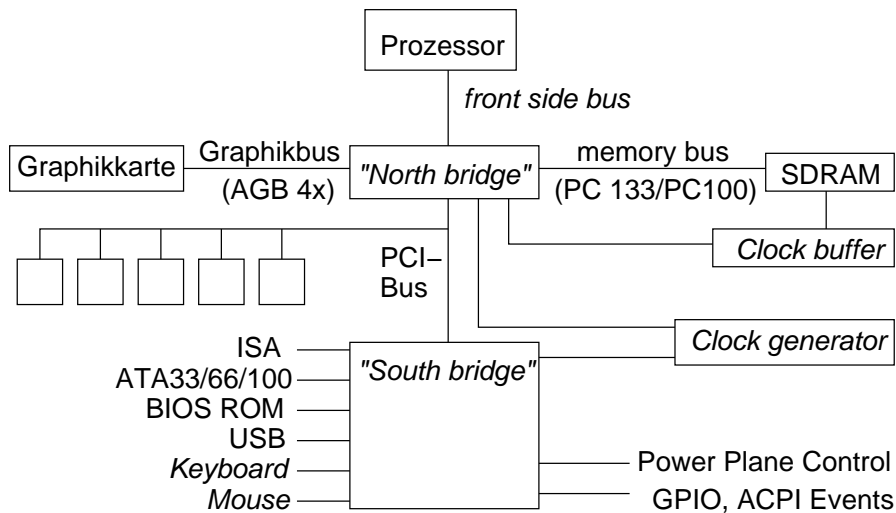 Prozessor
front side bus
Graphikkarte
Graphikbus
(AGB 4x)
"North bridge"
memory bus
(PC 133/PC100)
SDRAM
Clock buffer
PCI–
Bus
Clock generator
ISA
ATA33/66/100
BIOS ROM
USB
Keyboard
Mouse
"South bridge"
Power Plane Control
GPIO, ACPI Events